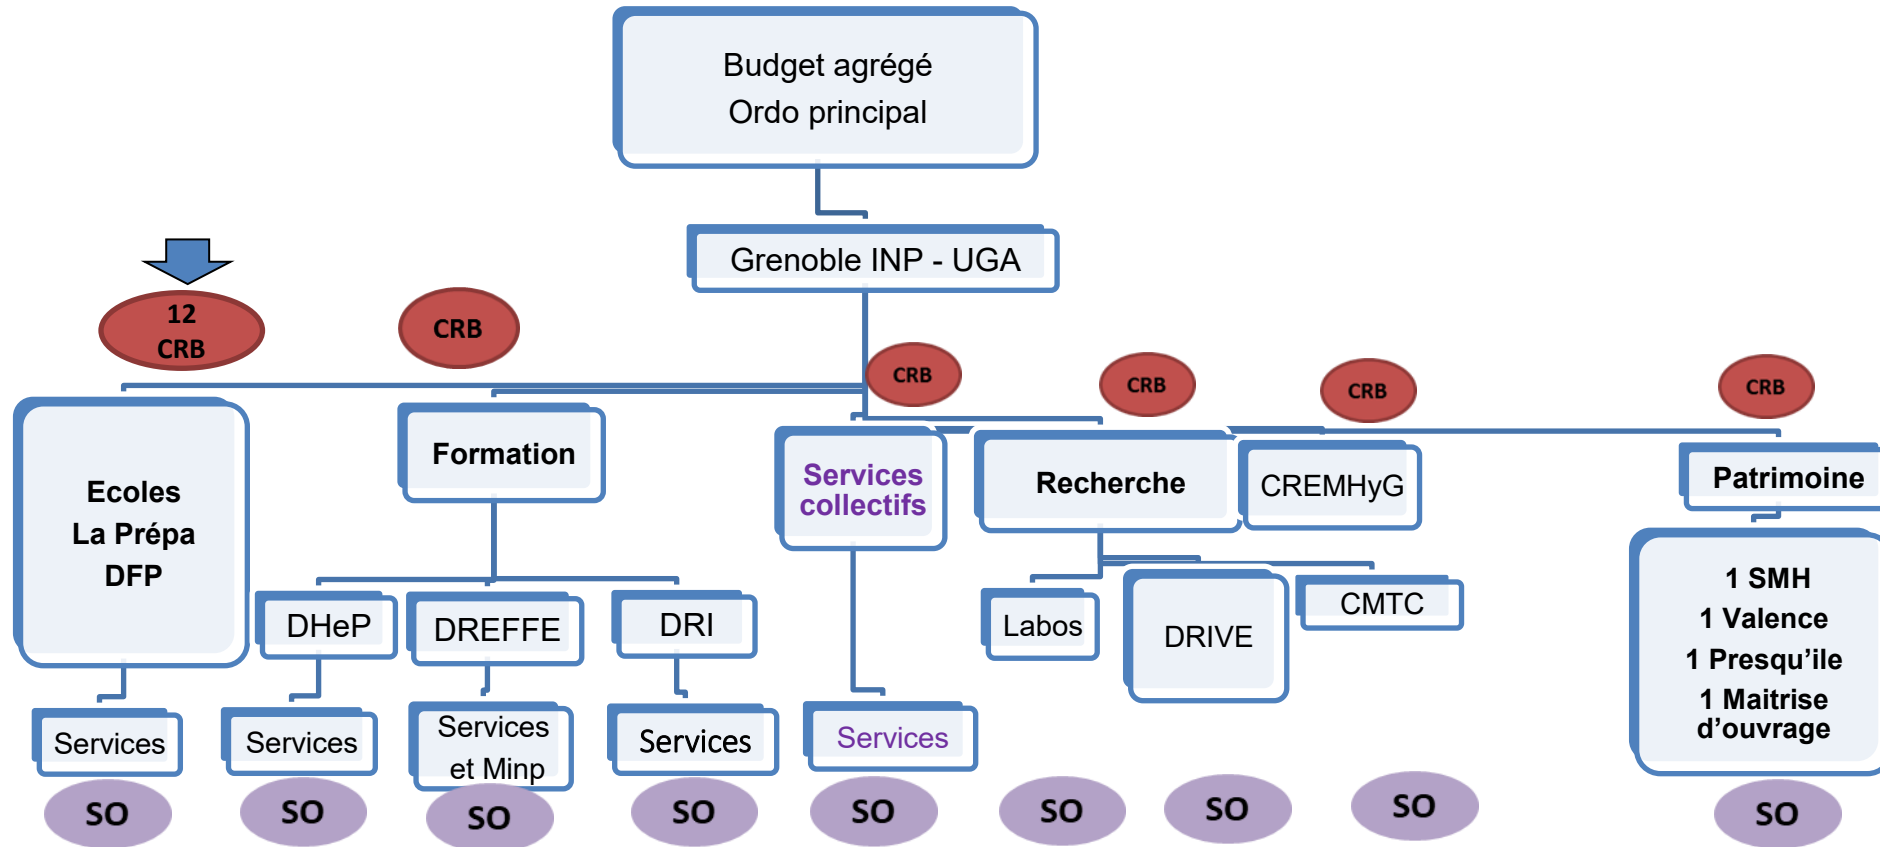 Budget agrégé
Ordo principal
Grenoble INP - UGA
12
CRB
CRB
CRB
CRB
CRB
CRB
Ecoles
La Prépa
DFP
Formation
Services
collectifs
Recherche
CREMHyG
Patrimoine
DHeP
DREFFE
DRI
Labos
DRIVE
CMTC
1 SMH
1 Valence
1 Presqu’ile
1 Maitrise
d’ouvrage
Services
Services
Services
et Minp
Services
Services
SO
SO
SO
SO
SO
SO
SO
SO
SO